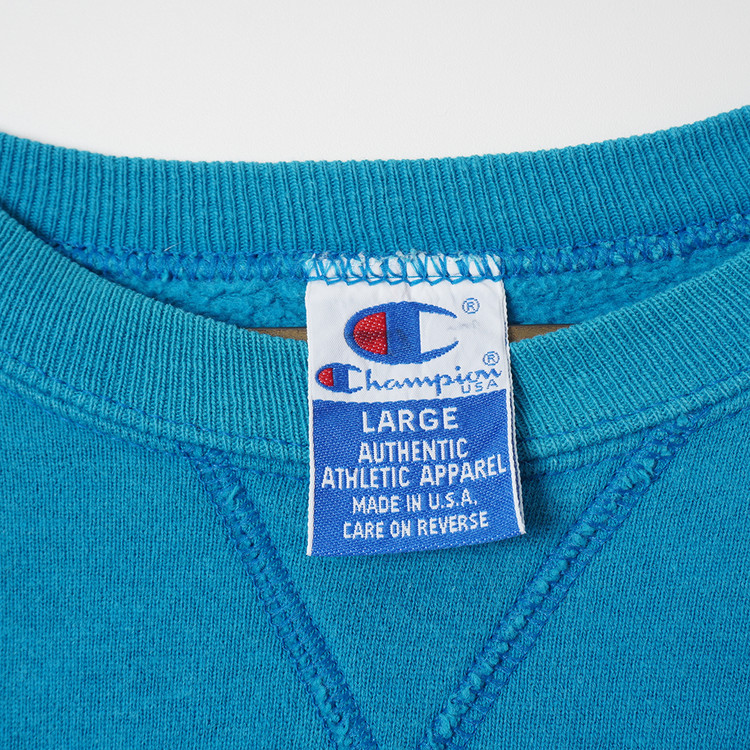 ®
Champion®
USA
LARGE
AUTHENTIC
ATHLETIC APPAREL
MADE IN U.S.A.
CARE ON REVERSE